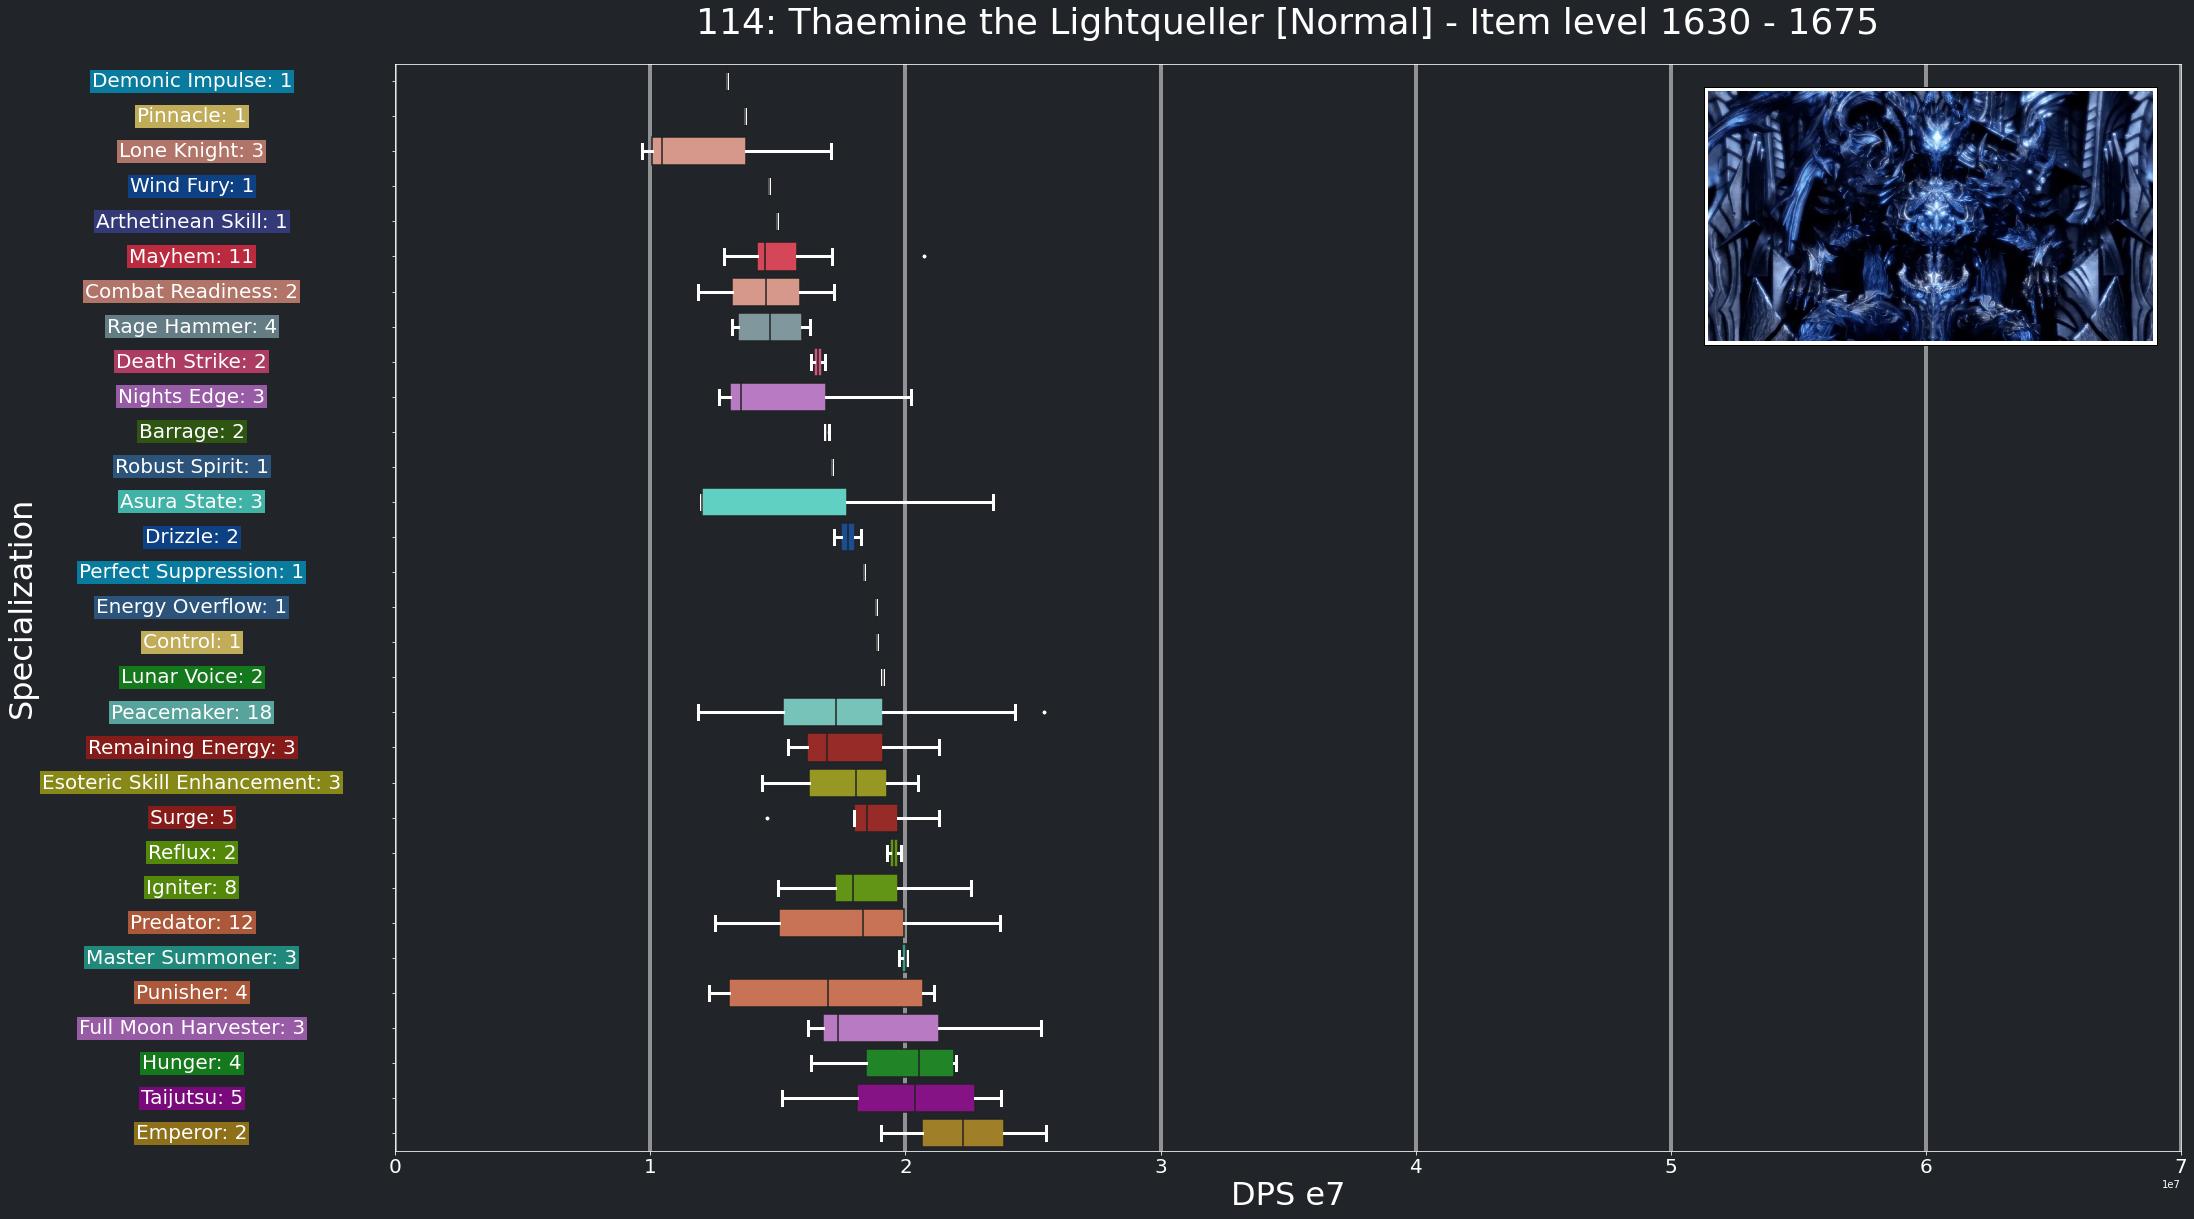 114: Thaemine the Lightqueller [Normal] - Item level 1630 - 1675
Demonic Impulse: 1
Pinnacle: 1
Lone Knight: 3
Wind Fury: 1
Arthetinean Skill: 1
Mayhem: 11
Combat Readiness: 2
Rage Hammer: 4
Death Strike: 2
Nights Edge: 3
Barrage: 2
Robust Spirit: 1
Asura State: 3
Drizzle: 2
Perfect Suppression: 1
Energy Overflow: 1
Control: 1
Lunar Voice: 2
Peacemaker: 18
Remaining Energy: 3
Esoteric Skill Enhancement: 3
Surge: 5
Reflux: 2
Igniter: 8
Predator: 12
Master Summoner: 3
Punisher: 4
Full Moon Harvester: 3
Hunger: 4
Taijutsu: 5
Emperor: 2
Specialization
0 1 2 3 4 5 6 7
1e7
DPS e7